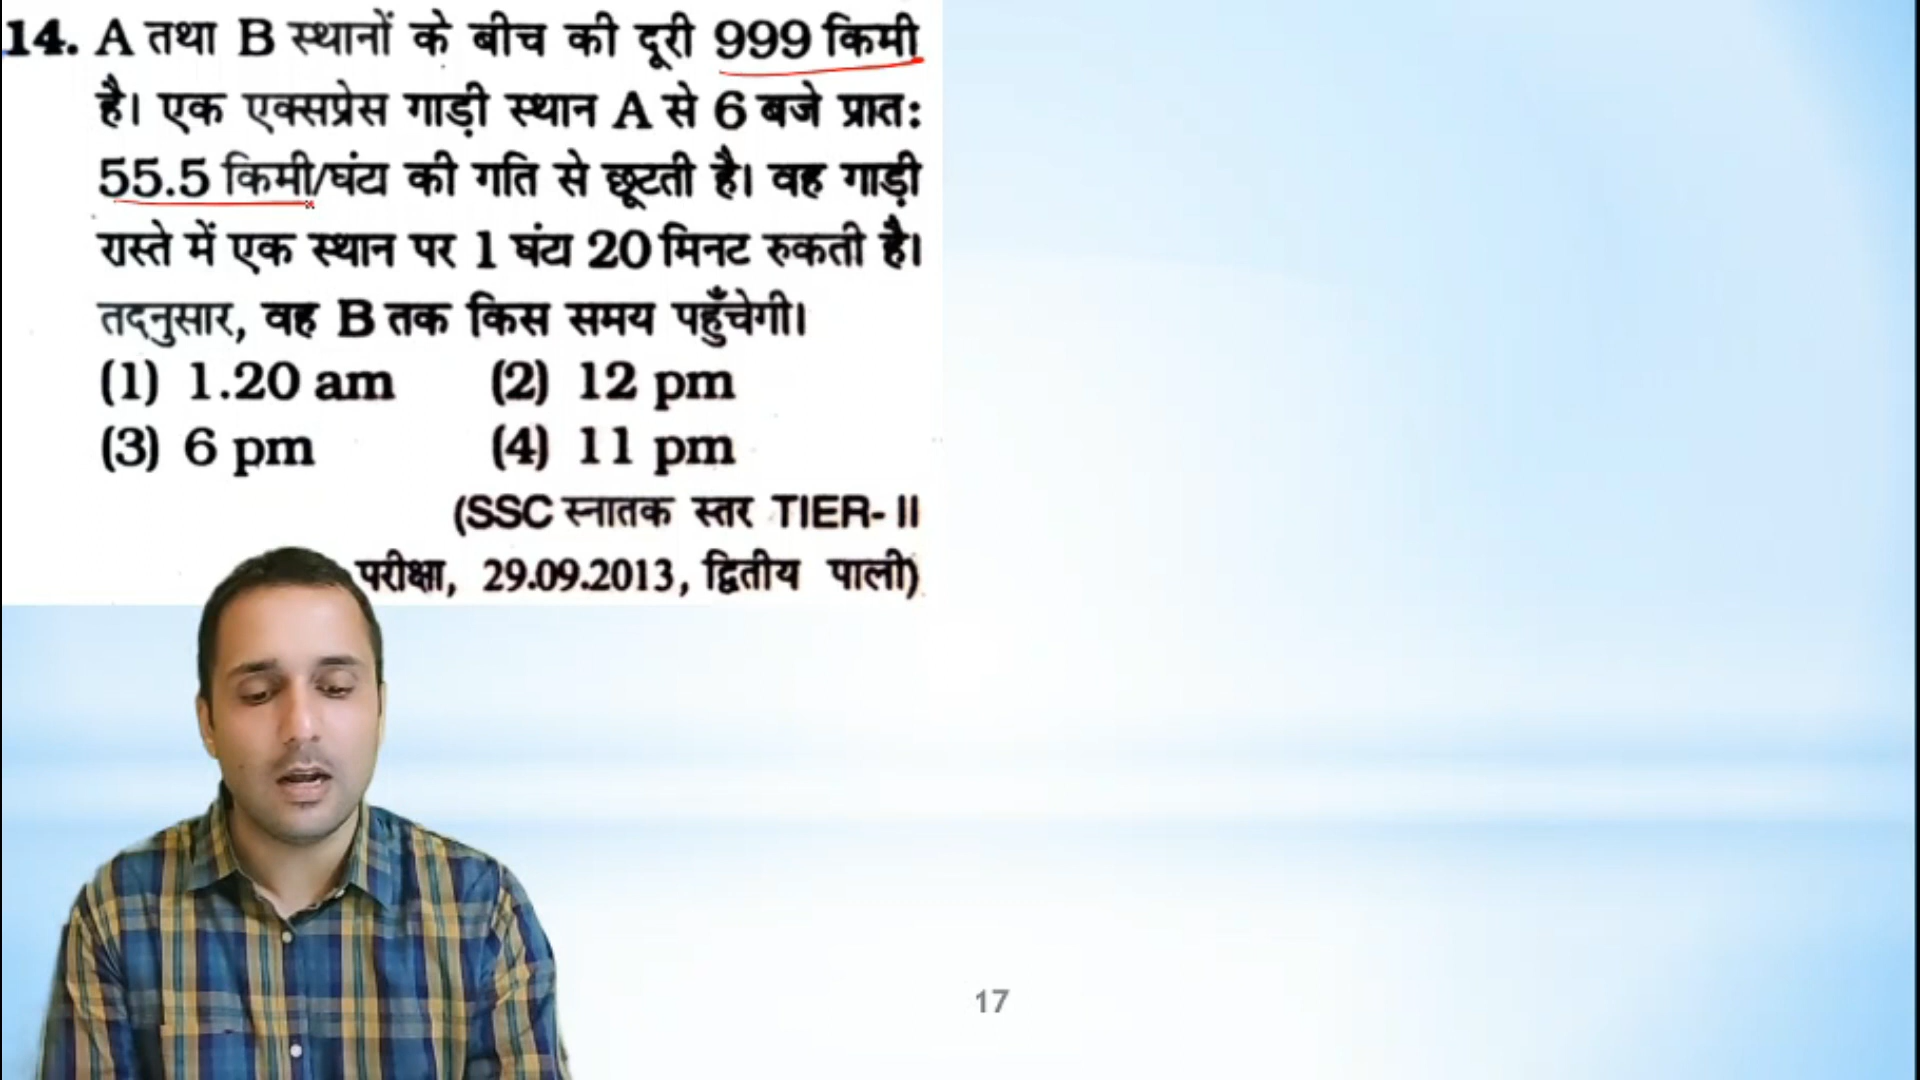 14. A तथा B स्थानों के बीच की दूरी 999 किमी
है। एक एक्सप्रेस गाड़ी स्थान A से 6 बजे प्रात:
55.5 किमी/घंटा की गति से छूटती है। वह गाड़ी
रास्ते में एक स्थान पर 1 घंटा 20 मिनट रुकती है।
तद्नुसार, वह B तक किस समय पहुँचेगी।
(1) 1.20 am (2) 12 pm
(3) 6 pm (4) 11 pm
(SSC स्नातक स्तर TIER- II
परीक्षा, 29.09.2013, द्वितीय पाली)
17